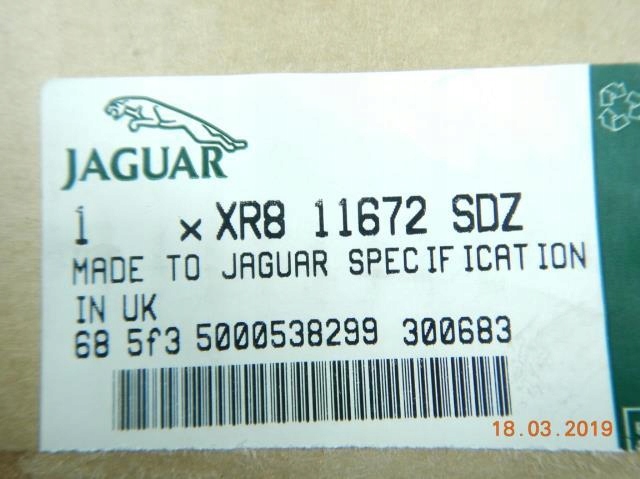 JAGUAR
1 x XR8 11672 SDZ
MADE TO JAGUAR SPECIFICATION
IN UK
68 5f3 5000538299 300683
18.03.2019